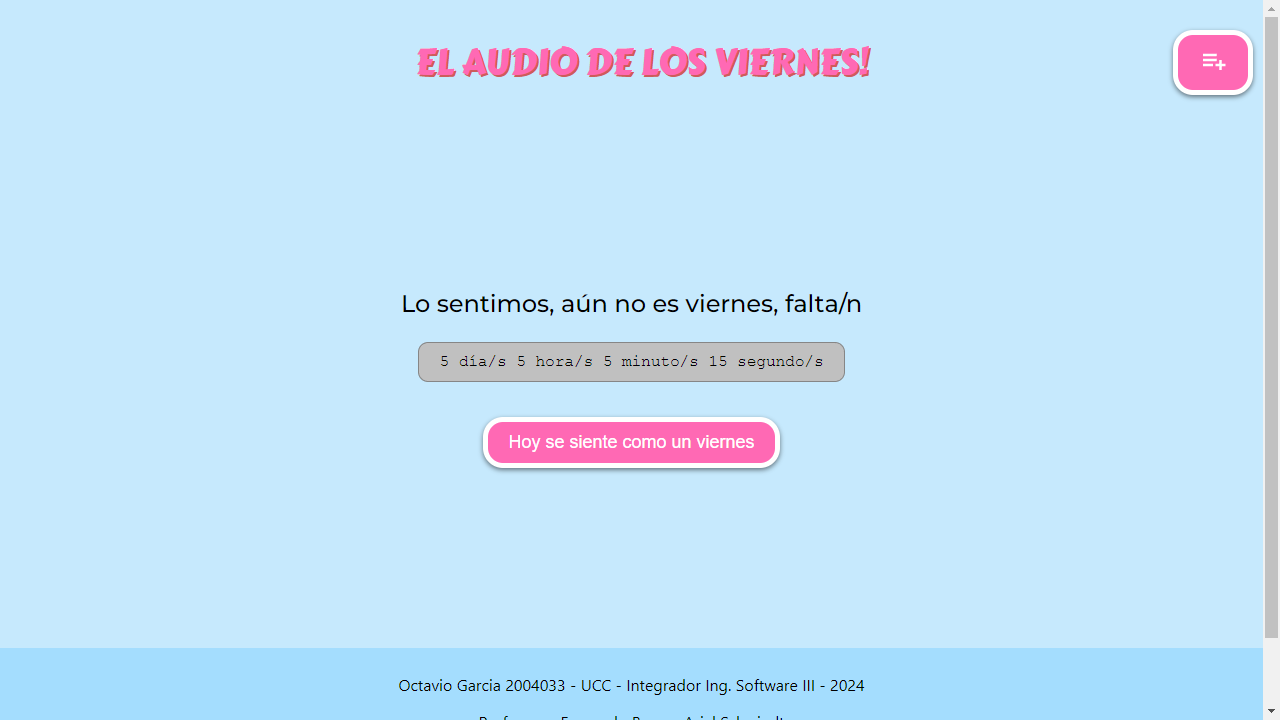 EL AUDIO DE LOS VIERNES!
Lo sentimos, aún no es viernes, falta/n
5 día/s 5 hora/s 5 minuto/s 15 segundo/s
Hoy se siente como un viernes
Octavio Garcia 2004033 - UCC - Integrador Ing. Software III - 2024